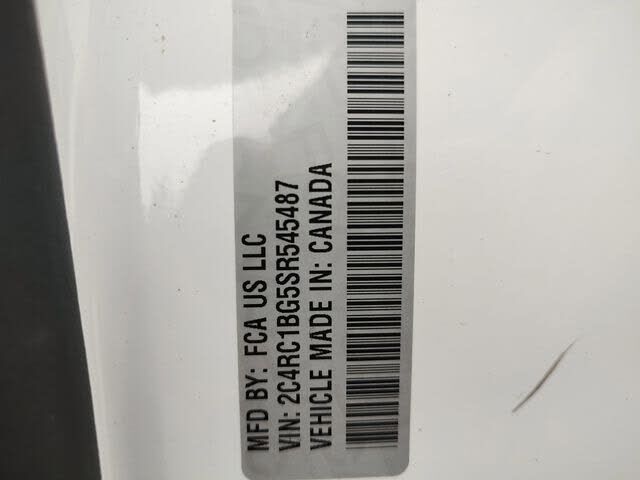 MFD BY: FCA US LLC
VIN: 2C4RC1BG5SR545487
VEHICLE MADE IN: CANADA